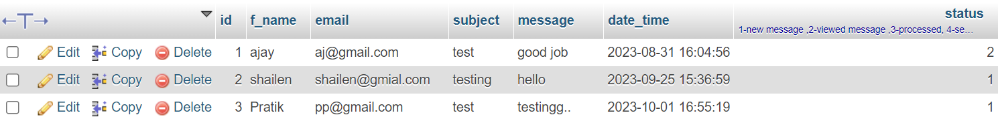 id f_name email subject message date_time status
1-new message ,2-viewed message ,3-processed, 4-se...
Edit Copy Delete 1 ajay aj@gmail.com test good job 2023-08-31 16:04:56 2
Edit Copy Delete 2 shailen shailen@gmial.com testing hello 2023-09-25 15:36:59 1
Edit Copy Delete 3 Pratik pp@gmail.com test testingg.. 2023-10-01 16:55:19 1